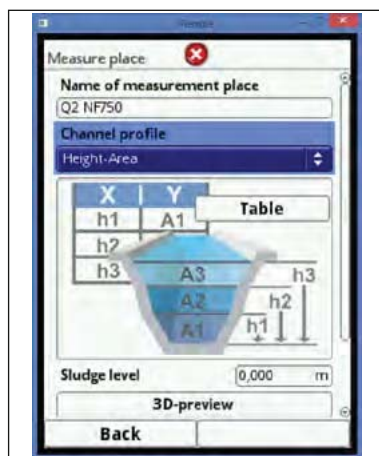 Remote
Measure place
Name of measurement place
Q2 NF750
Channel profile
Height-Area
X Y
h1 A1
Table
h2
h3
A3 h3
A2 h2
A1 h1
Sludge level 0,000 m
3D-preview
Back